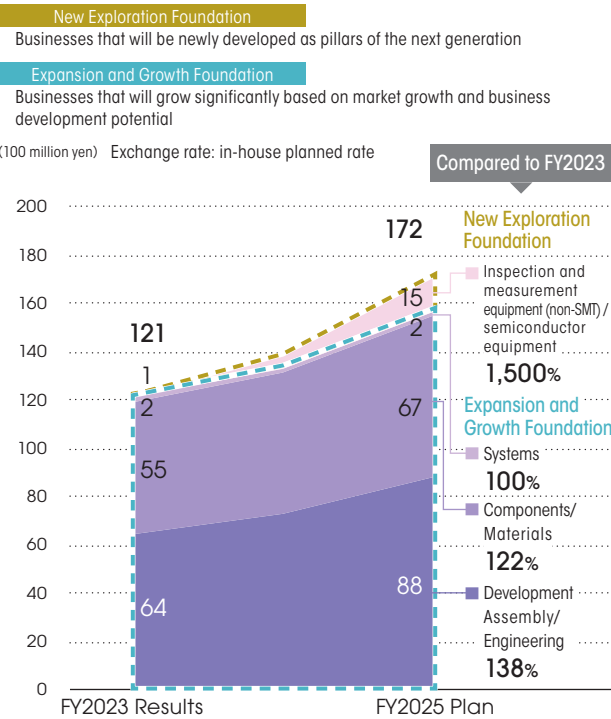 New Exploration Foundation
Businesses that will be newly developed as pillars of the next generation
Expansion and Growth Foundation
Businesses that will grow significantly based on market growth and business
development potential
(100 million yen) Exchange rate: in-house planned rate
Compared to FY2023
200
180
160
140
120
100
80
60
40
20
0
121
1
2
55
64
172
15
2
67
88
FY2023 Results
FY2025 Plan
New Exploration
Foundation
Inspection and
measurement
equipment (non-SMT) /
semiconductor
equipment
1,500%
Expansion and
Growth Foundation
Systems
100%
Components/
Materials
122%
Development
Assembly/
Engineering
138%